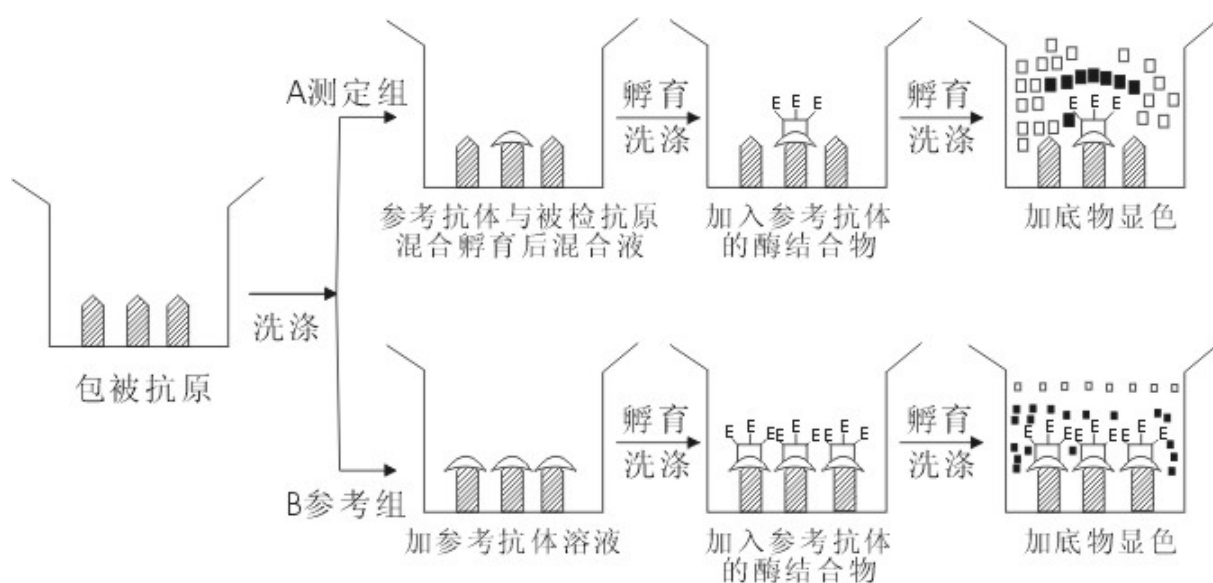 A测定组
孵育
洗涤
孵育
洗涤
E E E
E E E
参考抗体与被检抗原
混合孵育后混合液
加入参考抗体
的酶结合物
加底物显色
洗涤
包被抗原
B参考组
孵育
洗涤
孵育
洗涤
E E EE E EE E E
E E EE E EE E E
加参考抗体溶液
加入参考抗体
的酶结合物
加底物显色